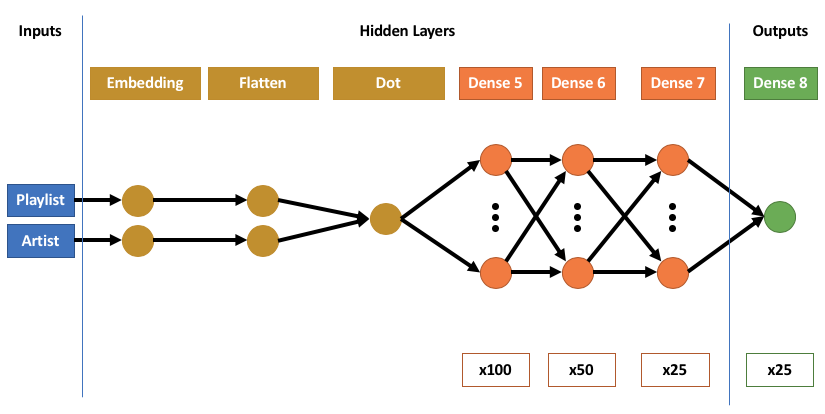 Inputs
Hidden Layers
Outputs
Embedding
Flatten
Dot
Dense 5
Dense 6
Dense 7
Dense 8
Playlist
Artist
x100
x50
x25
x25